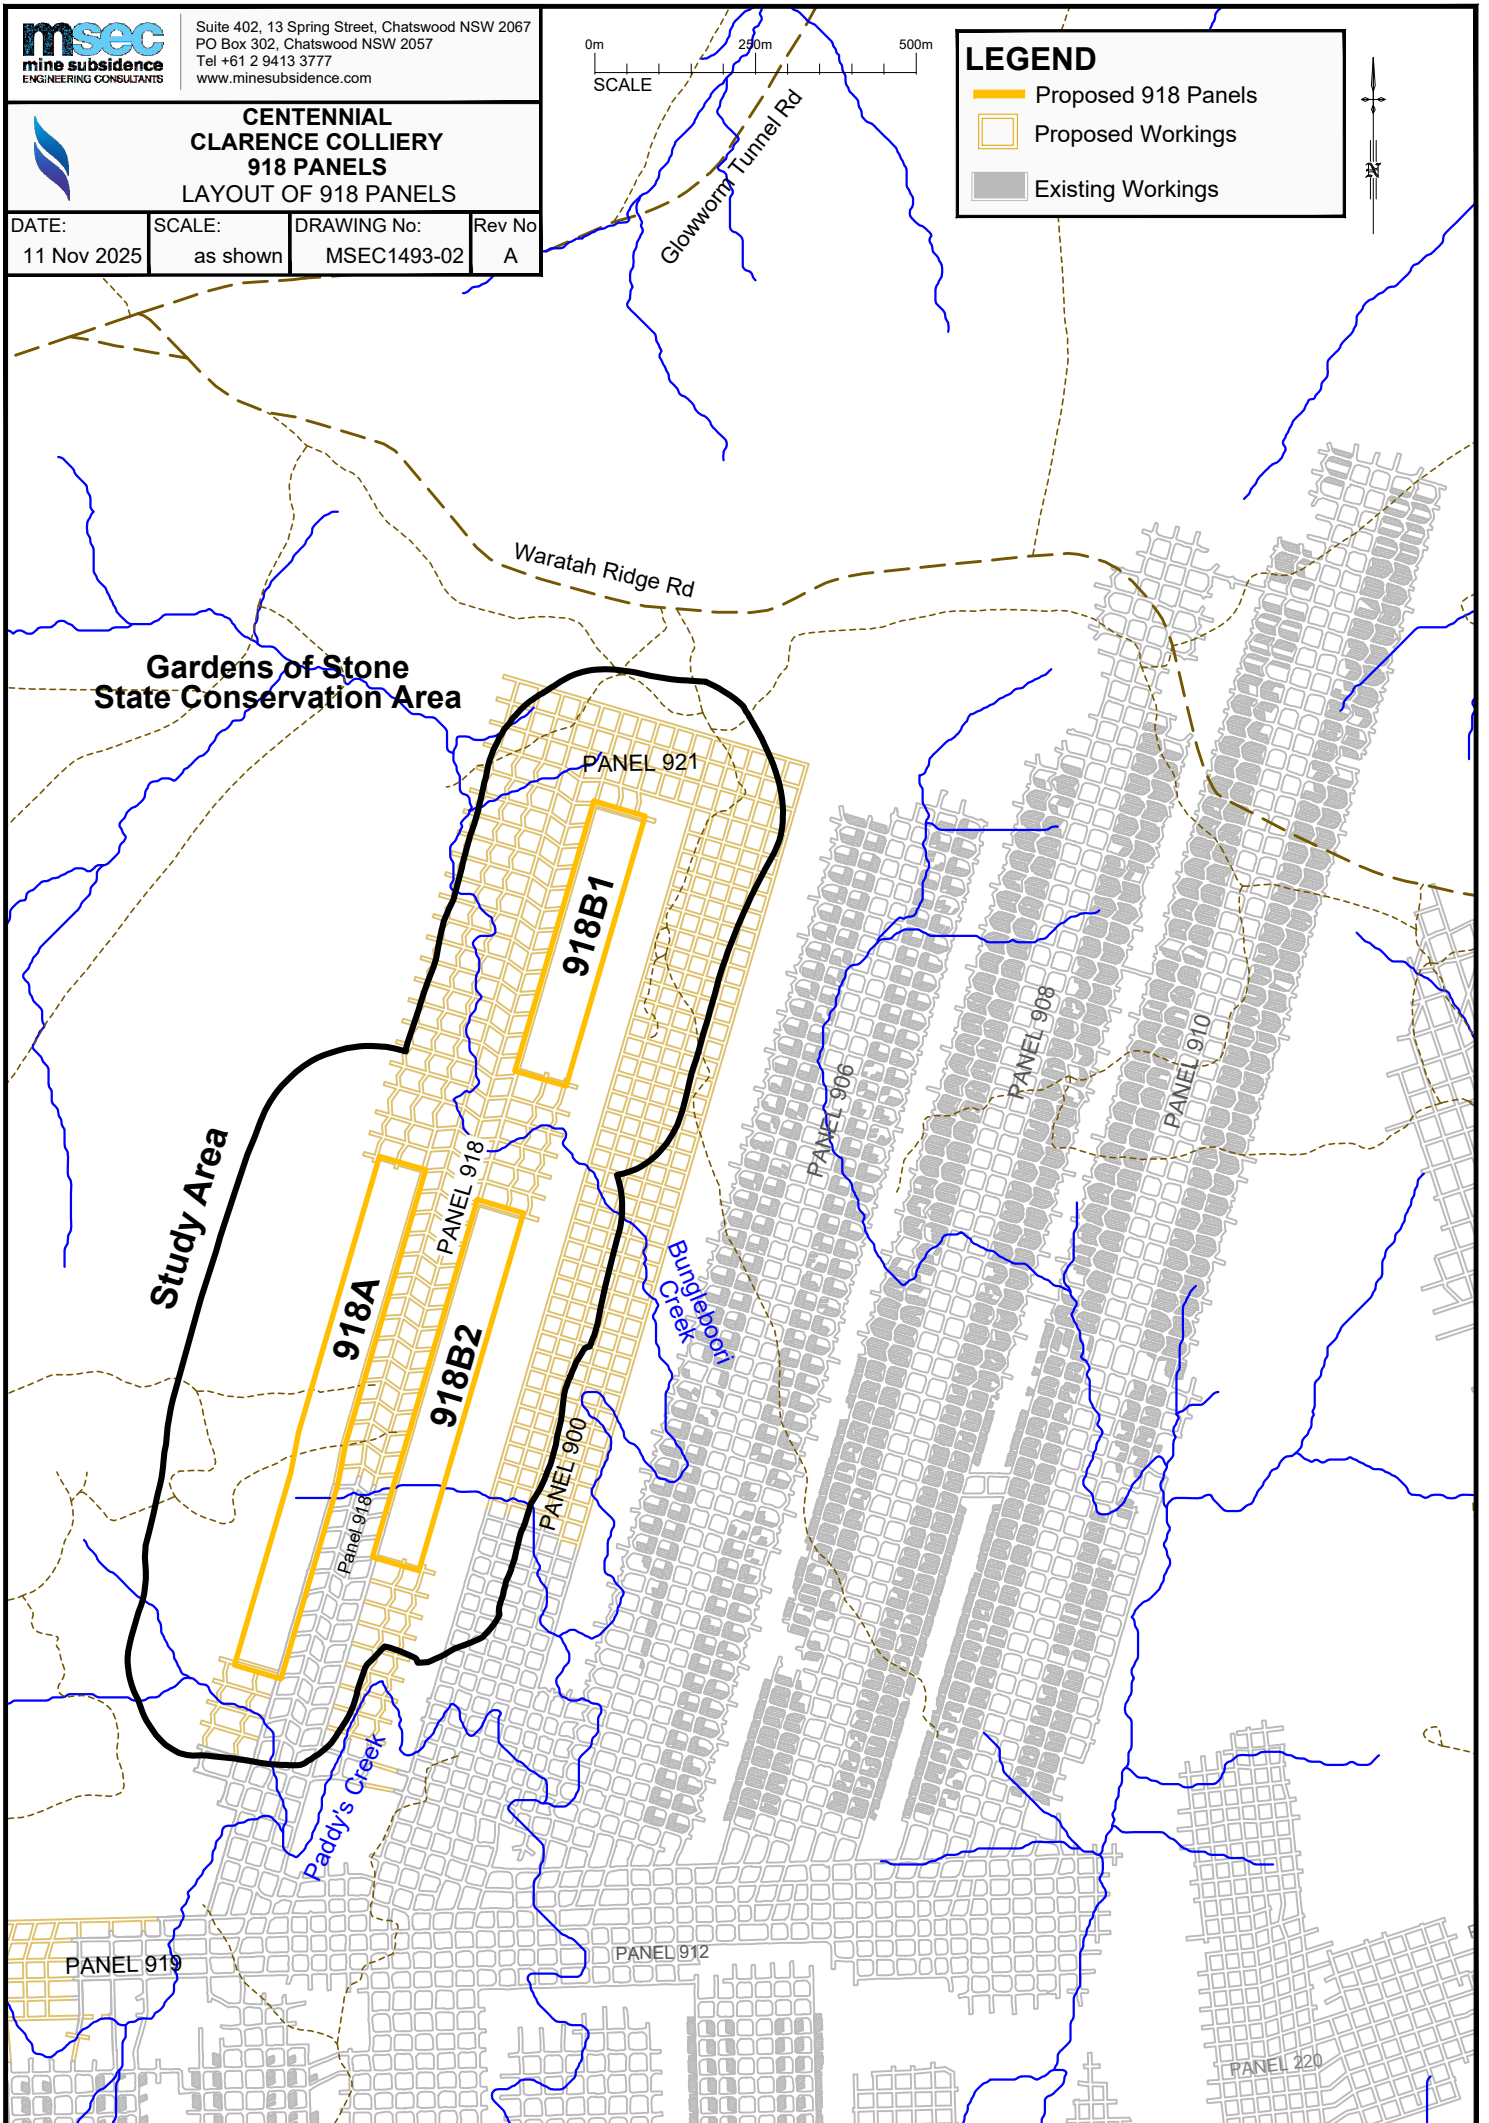 msec
mine subsidence
ENGINEERING CONSULTANTS
Suite 402, 13 Spring Street, Chatswood NSW 2067
PO Box 302, Chatswood NSW 2057
Tel +61 2 9413 3777
www.minesubsidence.com
CENTENNIAL
CLARENCE COLLIERY
918 PANELS
LAYOUT OF 918 PANELS
DATE:
11 Nov 2025
SCALE:
as shown
DRAWING No:
MSEC1493-02
Rev No
A
0m 250m 500m
SCALE
LEGEND
Proposed 918 Panels
Proposed Workings
Existing Workings
N
Glowworm Tunnel Rd
Waratah Ridge Rd
Gardens of Stone
State Conservation Area
PANEL 921
918B1
PANEL 908
PANEL 910
PANEL 906
Study Area
PANEL 918
918A
918B2
Bungleboori
Creek
PANEL 900
Panel 918
Paddy's Creek
PANEL 919
PANEL 912
PANEL 220